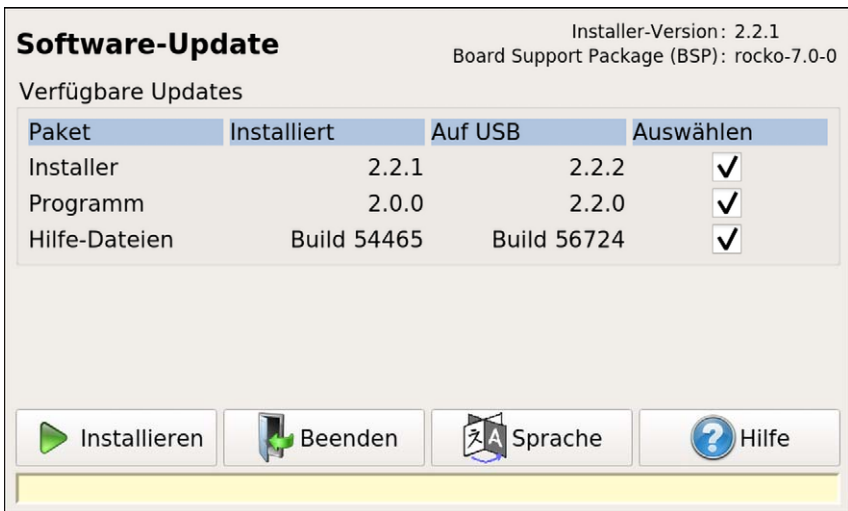 Software-Update
Installer-Version: 2.2.1
Board Support Package (BSP): rocko-7.0-0
Verfügbare Updates
Paket Installiert Auf USB Auswählen
Installer 2.2.1 2.2.2
Programm 2.0.0 2.2.0
Hilfe-Dateien Build 54465 Build 56724
Installieren Beenden Sprache Hilfe